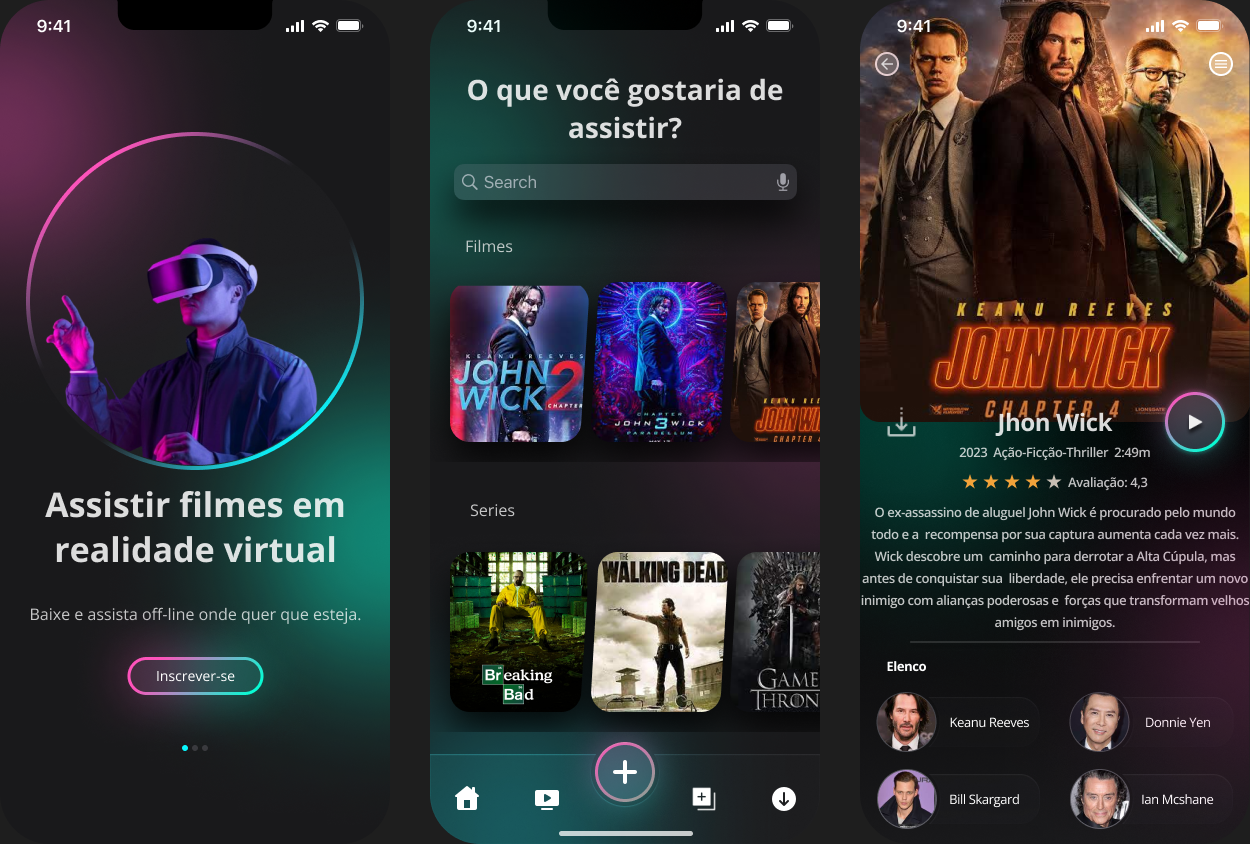 9:41
Assistir filmes em
realidade virtual
Baixe e assista off-line onde quer que esteja.
Inscrever-se
9:41
O que você gostaria de
assistir?
Search
Filmes
KEANU REEVES
JOHN
WICK 2
CHAPTER
CHAPTER
JOHN 3 WICK
PARABELLUM
JOHN WICK
CHAPTER 4
Series
Breaking
Bad
THE
WALKING DEAD
GAME
THRON
9:41
KEANU REEVES
JOHN WICK
CHAPTER 4
LIONSGATE
Jhon Wick
2023 Ação-Ficção-Thriller 2:49m
Avaliação: 4,3
O ex-assassino de aluguel John Wick é procurado pelo mundo
todo e a recompensa por sua captura aumenta cada vez mais.
Wick descobre um caminho para derrotar a Alta Cúpula, mas
antes de conquistar sua liberdade, ele precisa enfrentar um novo
inimigo com alianças poderosas e forças que transformam velhos
amigos em inimigos.
Elenco
Keanu Reeves
Donnie Yen
Bill Skargard
Ian Mcshane